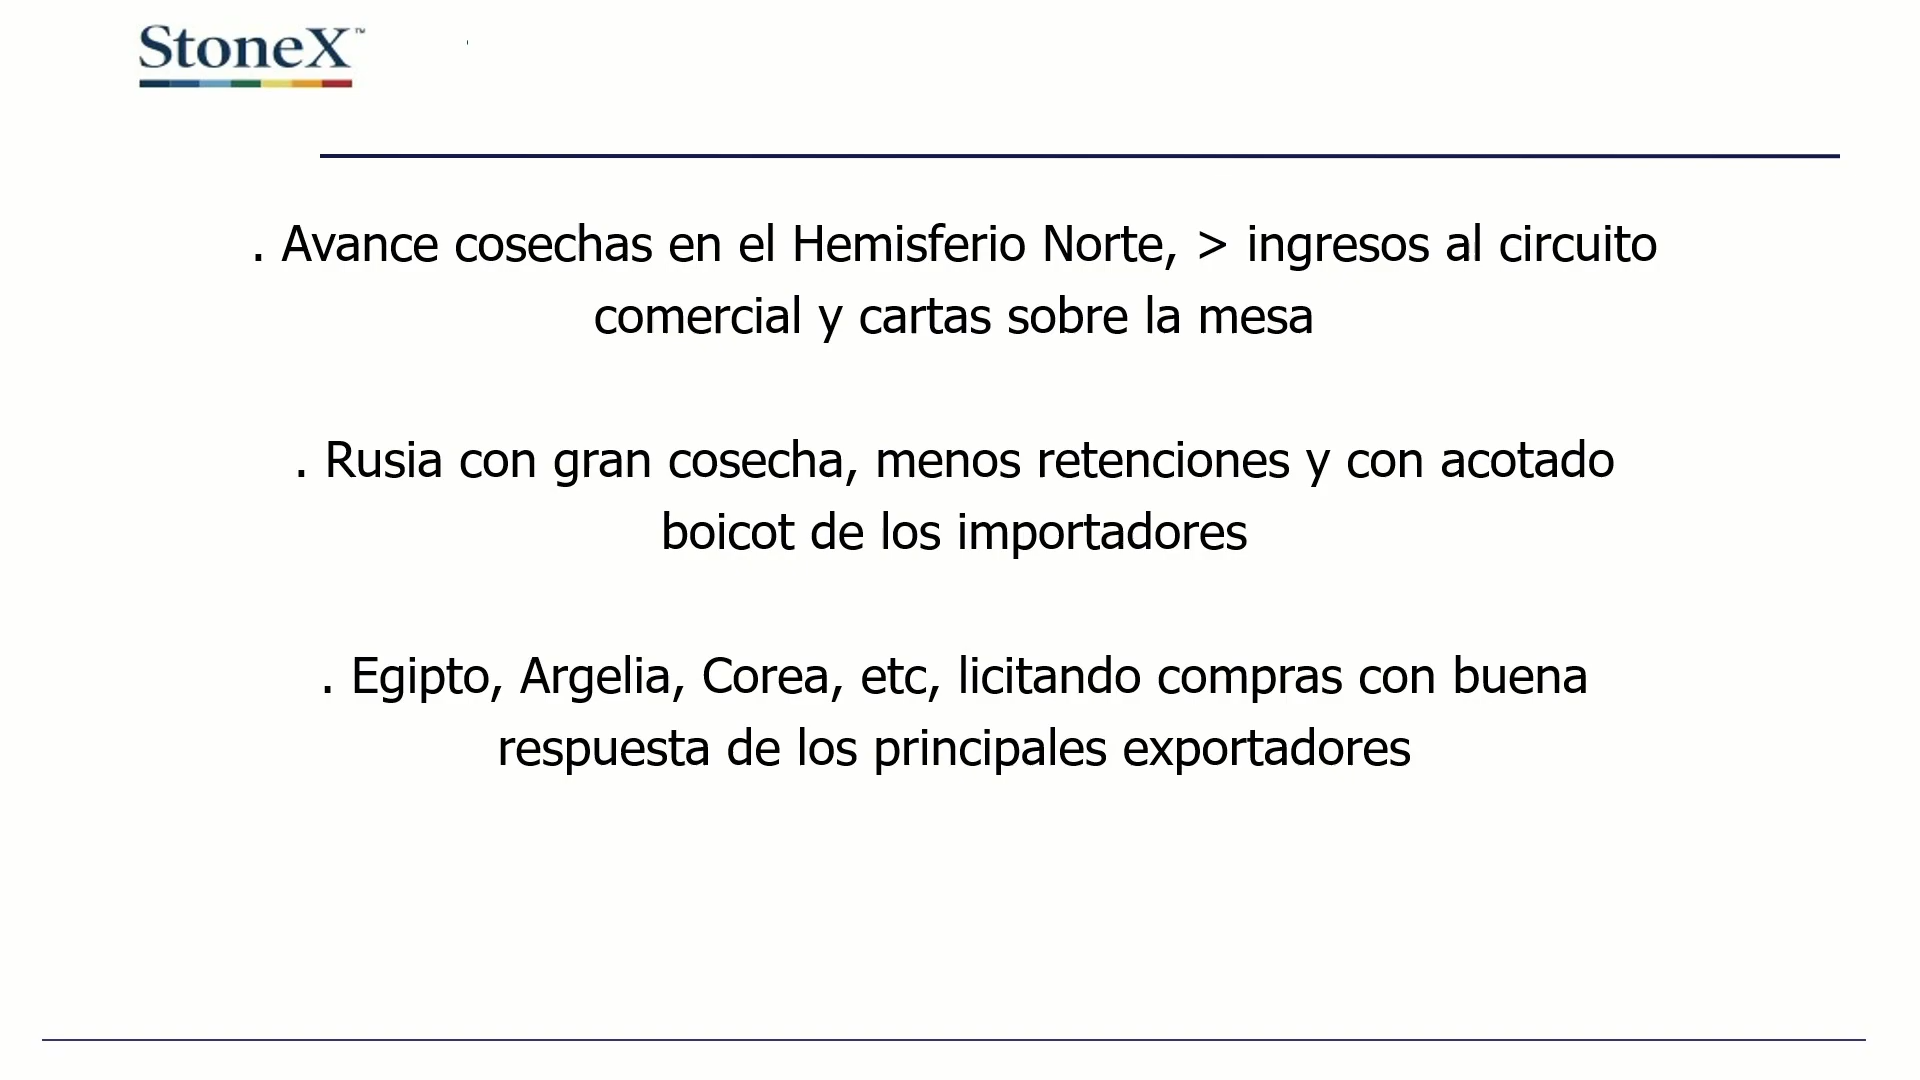 StoneX™
. Avance cosechas en el Hemisferio Norte, > ingresos al circuito
comercial y cartas sobre la mesa
. Rusia con gran cosecha, menos retenciones y con acotado
boicot de los importadores
. Egipto, Argelia, Corea, etc, licitando compras con buena
respuesta de los principales exportadores